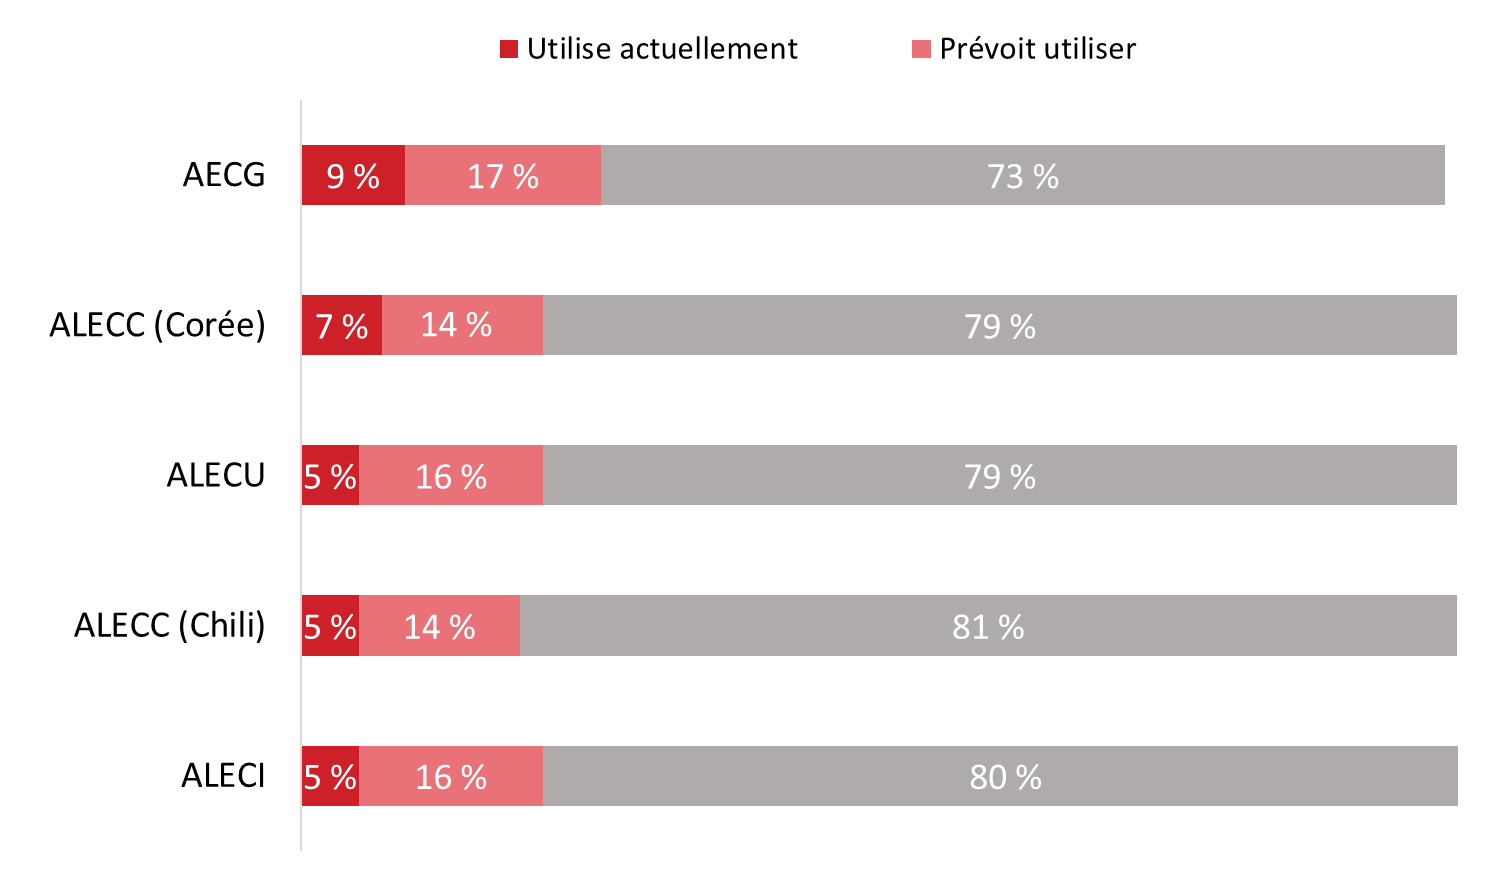 Utilise actuellement Prévoit utiliser
AECG 9 % 17 % 73 %
ALECC (Corée) 7 % 14 % 79 %
ALECU 5 % 16 % 79 %
ALECC (Chili) 5 % 14 % 81 %
ALECI 5 % 16 % 80 %